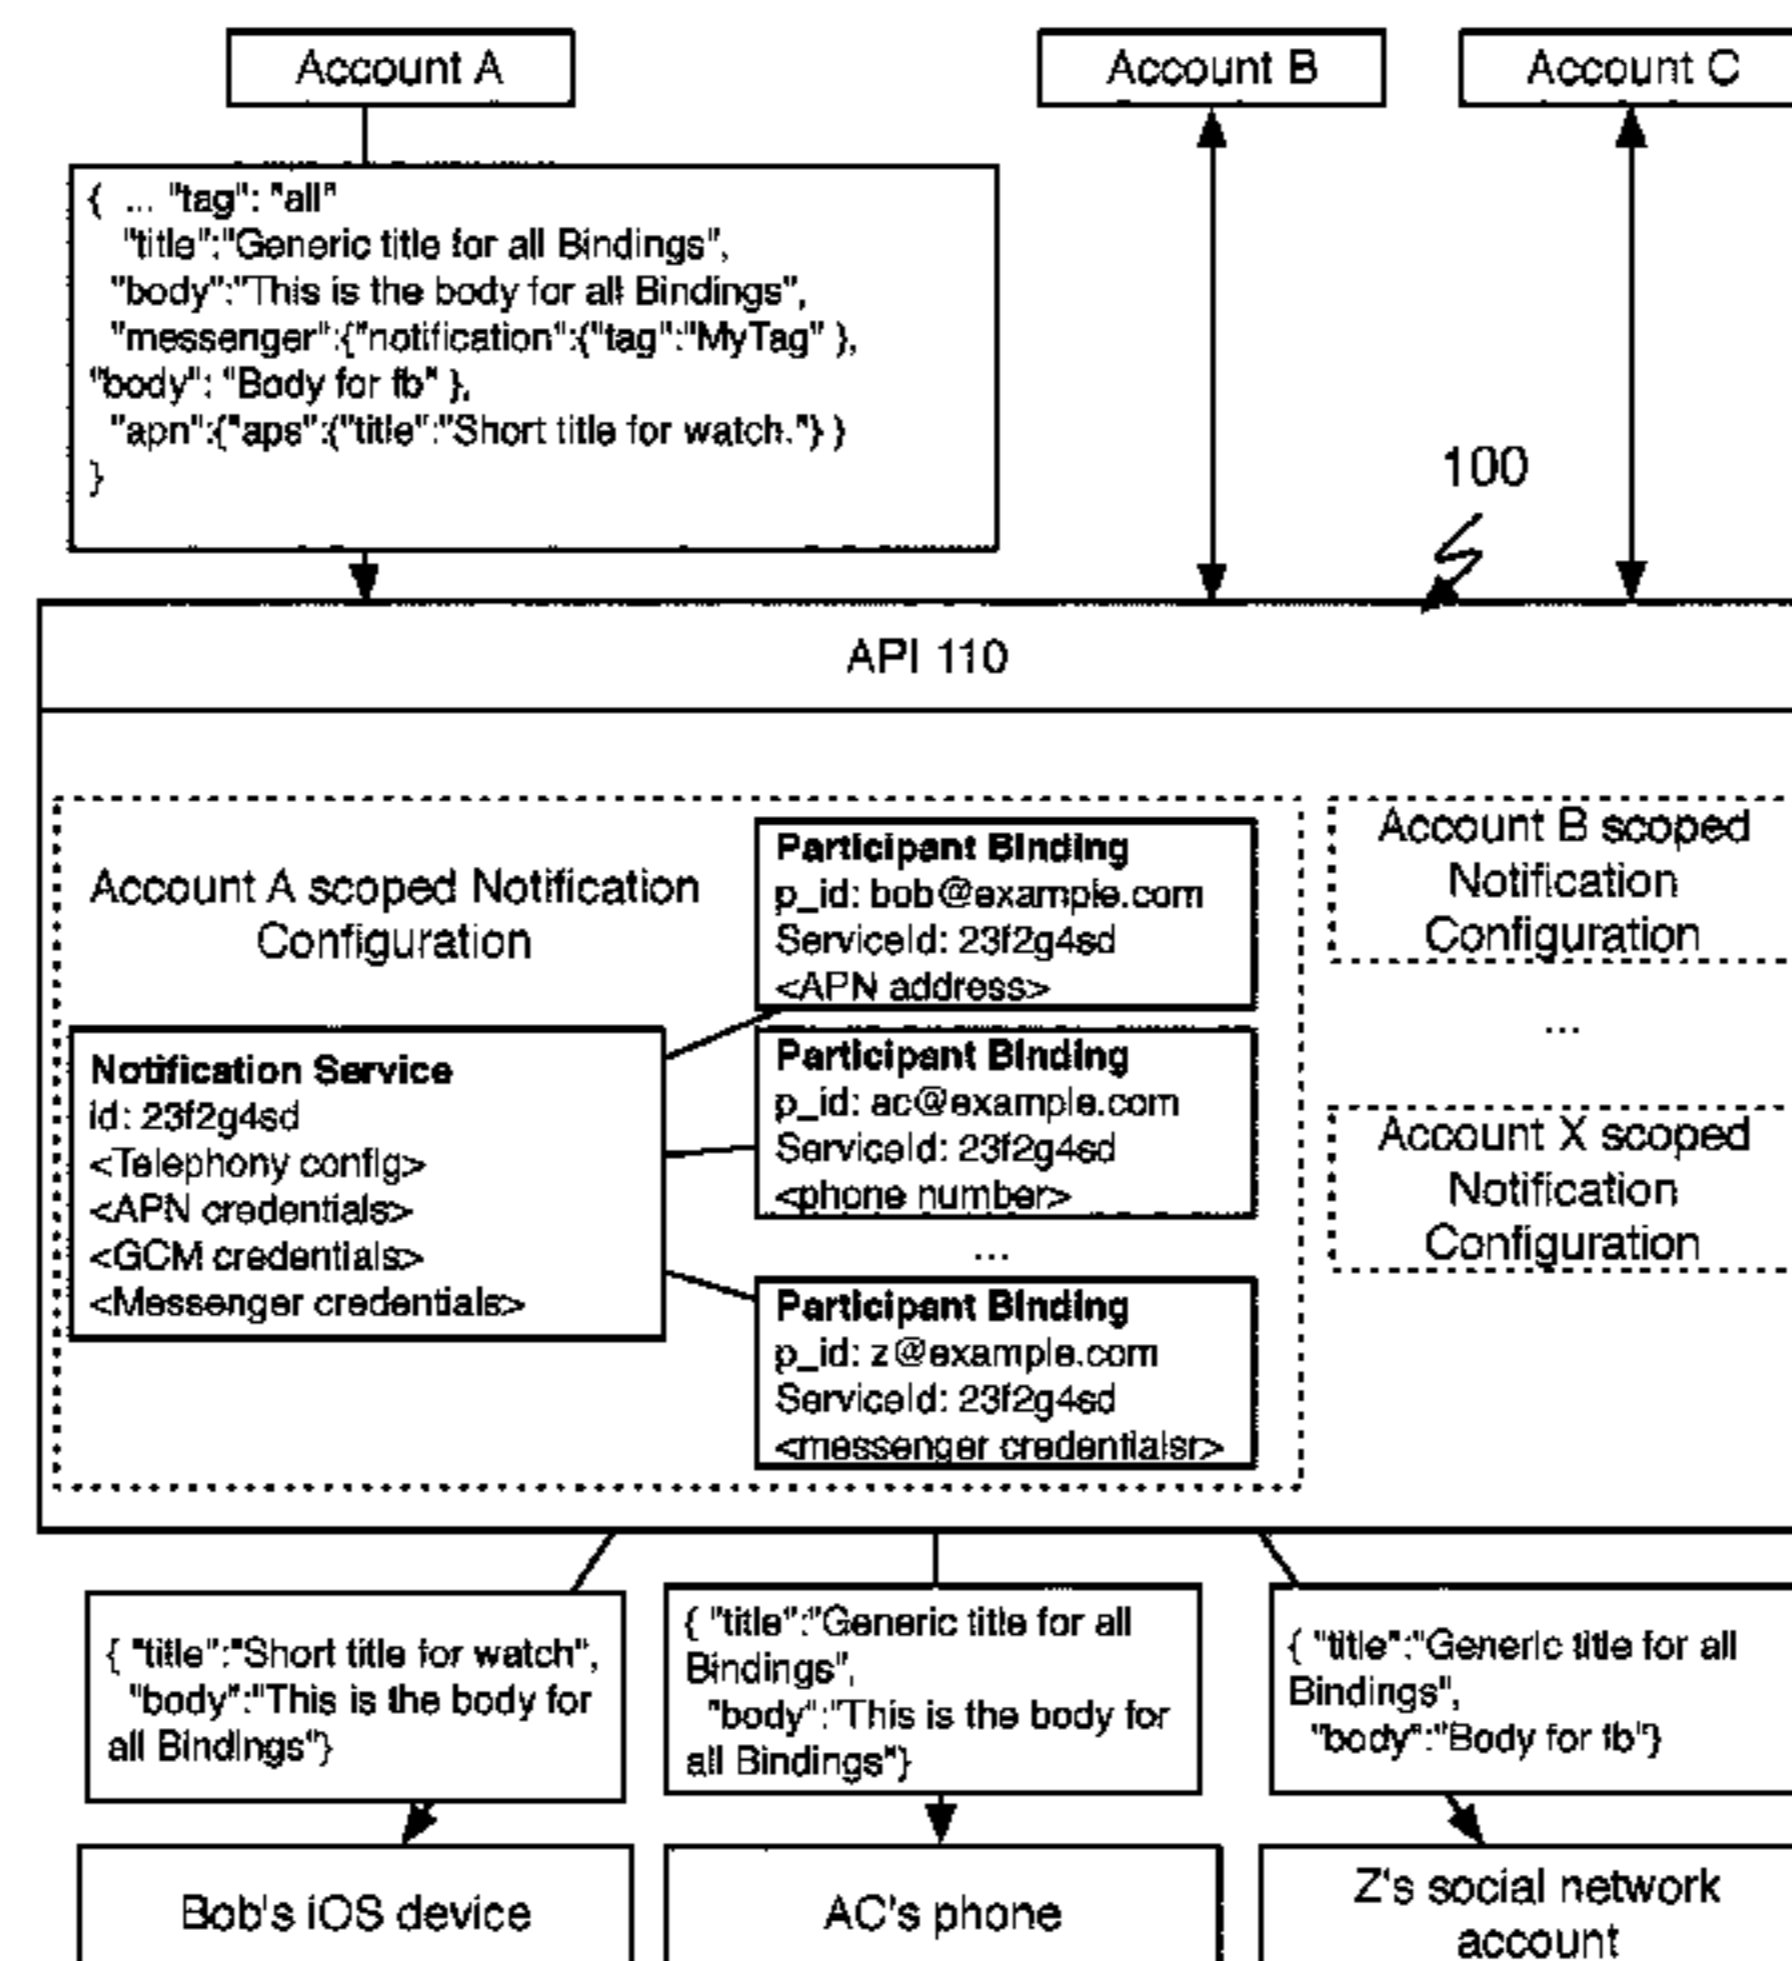 Account A
Account B
Account C
{ ... "tag": "all"
"title":"Generic title for all Bindings",
"body":"This is the body for all Bindings",
"messenger":{"notification":{"tag":"MyTag" },
"body": "Body for fb" },
"apn":{"aps":{"title":"Short title for watch."} }
}
100
API 110
Account A scoped Notification
Configuration
Notification Service
id: 23f2g4sd
<Telephony config>
<APN credentials>
<GCM credentials>
<Messenger credentials>
Participant Binding
p_id: bob@example.com
ServiceId: 23f2g4sd
<APN address>
Participant Binding
p_id: ac@example.com
ServiceId: 23f2g4sd
<phone number>
...
Participant Binding
p_id: z@example.com
ServiceId: 23f2g4sd
<messenger credentialsr>
Account B scoped
Notification
Configuration
...
Account X scoped
Notification
Configuration
{ "title":"Short title for watch",
"body":"This is the body for
all Bindings"}
{ "title":"Generic title for all
Bindings",
"body":"This is the body for
all Bindings"}
{ "title":"Generic title for all
Bindings",
"body":"Body for fb"}
Bob's iOS device
AC's phone
Z's social network
account